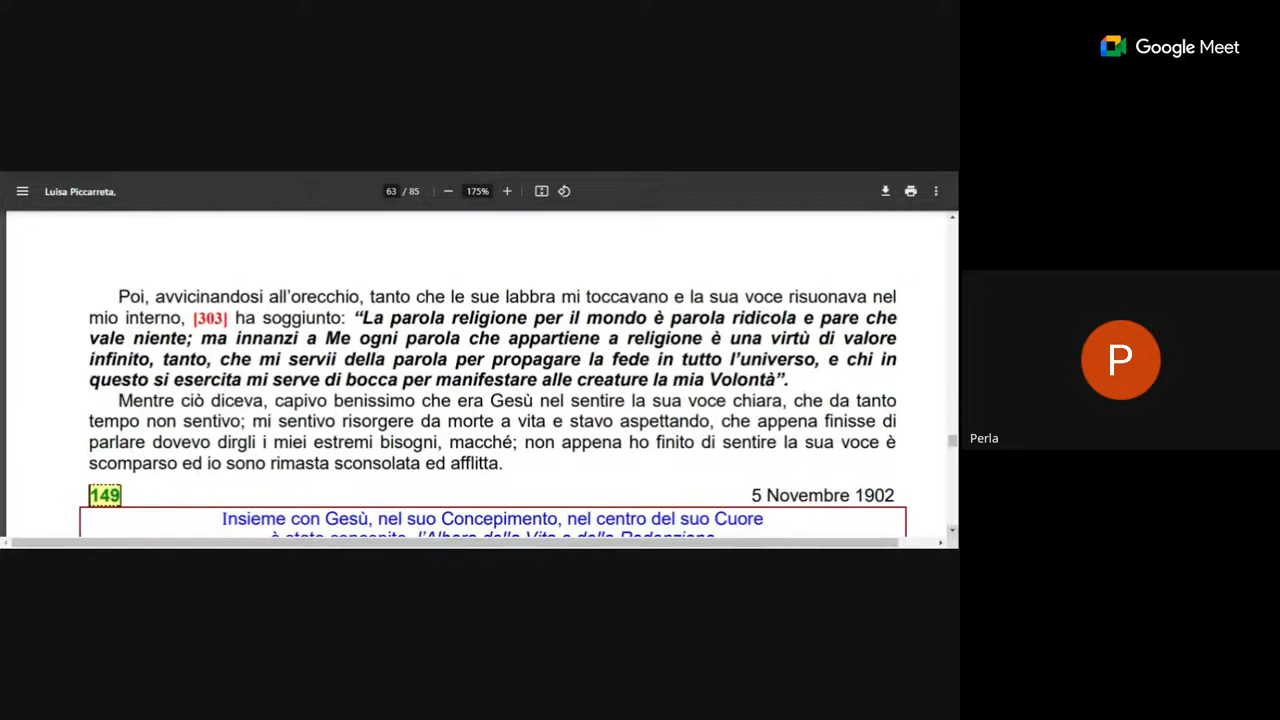 Google Meet
Luisa Piccarreta,
63 / 85
175%
Poi, avvicinandosi all’orecchio, tanto che le sue labbra mi toccavano e la sua voce risuonava nel
mio interno, [303] ha soggiunto: “La parola religione per il mondo è parola ridicola e pare che
vale niente; ma innanzi a Me ogni parola che appartiene a religione è una virtù di valore
infinito, tanto, che mi servii della parola per propagare la fede in tutto l’universo, e chi in
questo si esercita mi serve di bocca per manifestare alle creature la mia Volontà”.
Mentre ciò diceva, capivo benissimo che era Gesù nel sentire la sua voce chiara, che da tanto
tempo non sentivo; mi sentivo risorgere da morte a vita e stavo aspettando, che appena finisse di
parlare dovevo dirgli i miei estremi bisogni, macché; non appena ho finito di sentire la sua voce è
scomparso ed io sono rimasta sconsolata ed afflitta.
149 5 Novembre 1902
Insieme con Gesù, nel suo Concepimento, nel centro del suo Cuore
è stato concepito, l’Albero della Vita e della Redenzione
P
Perla